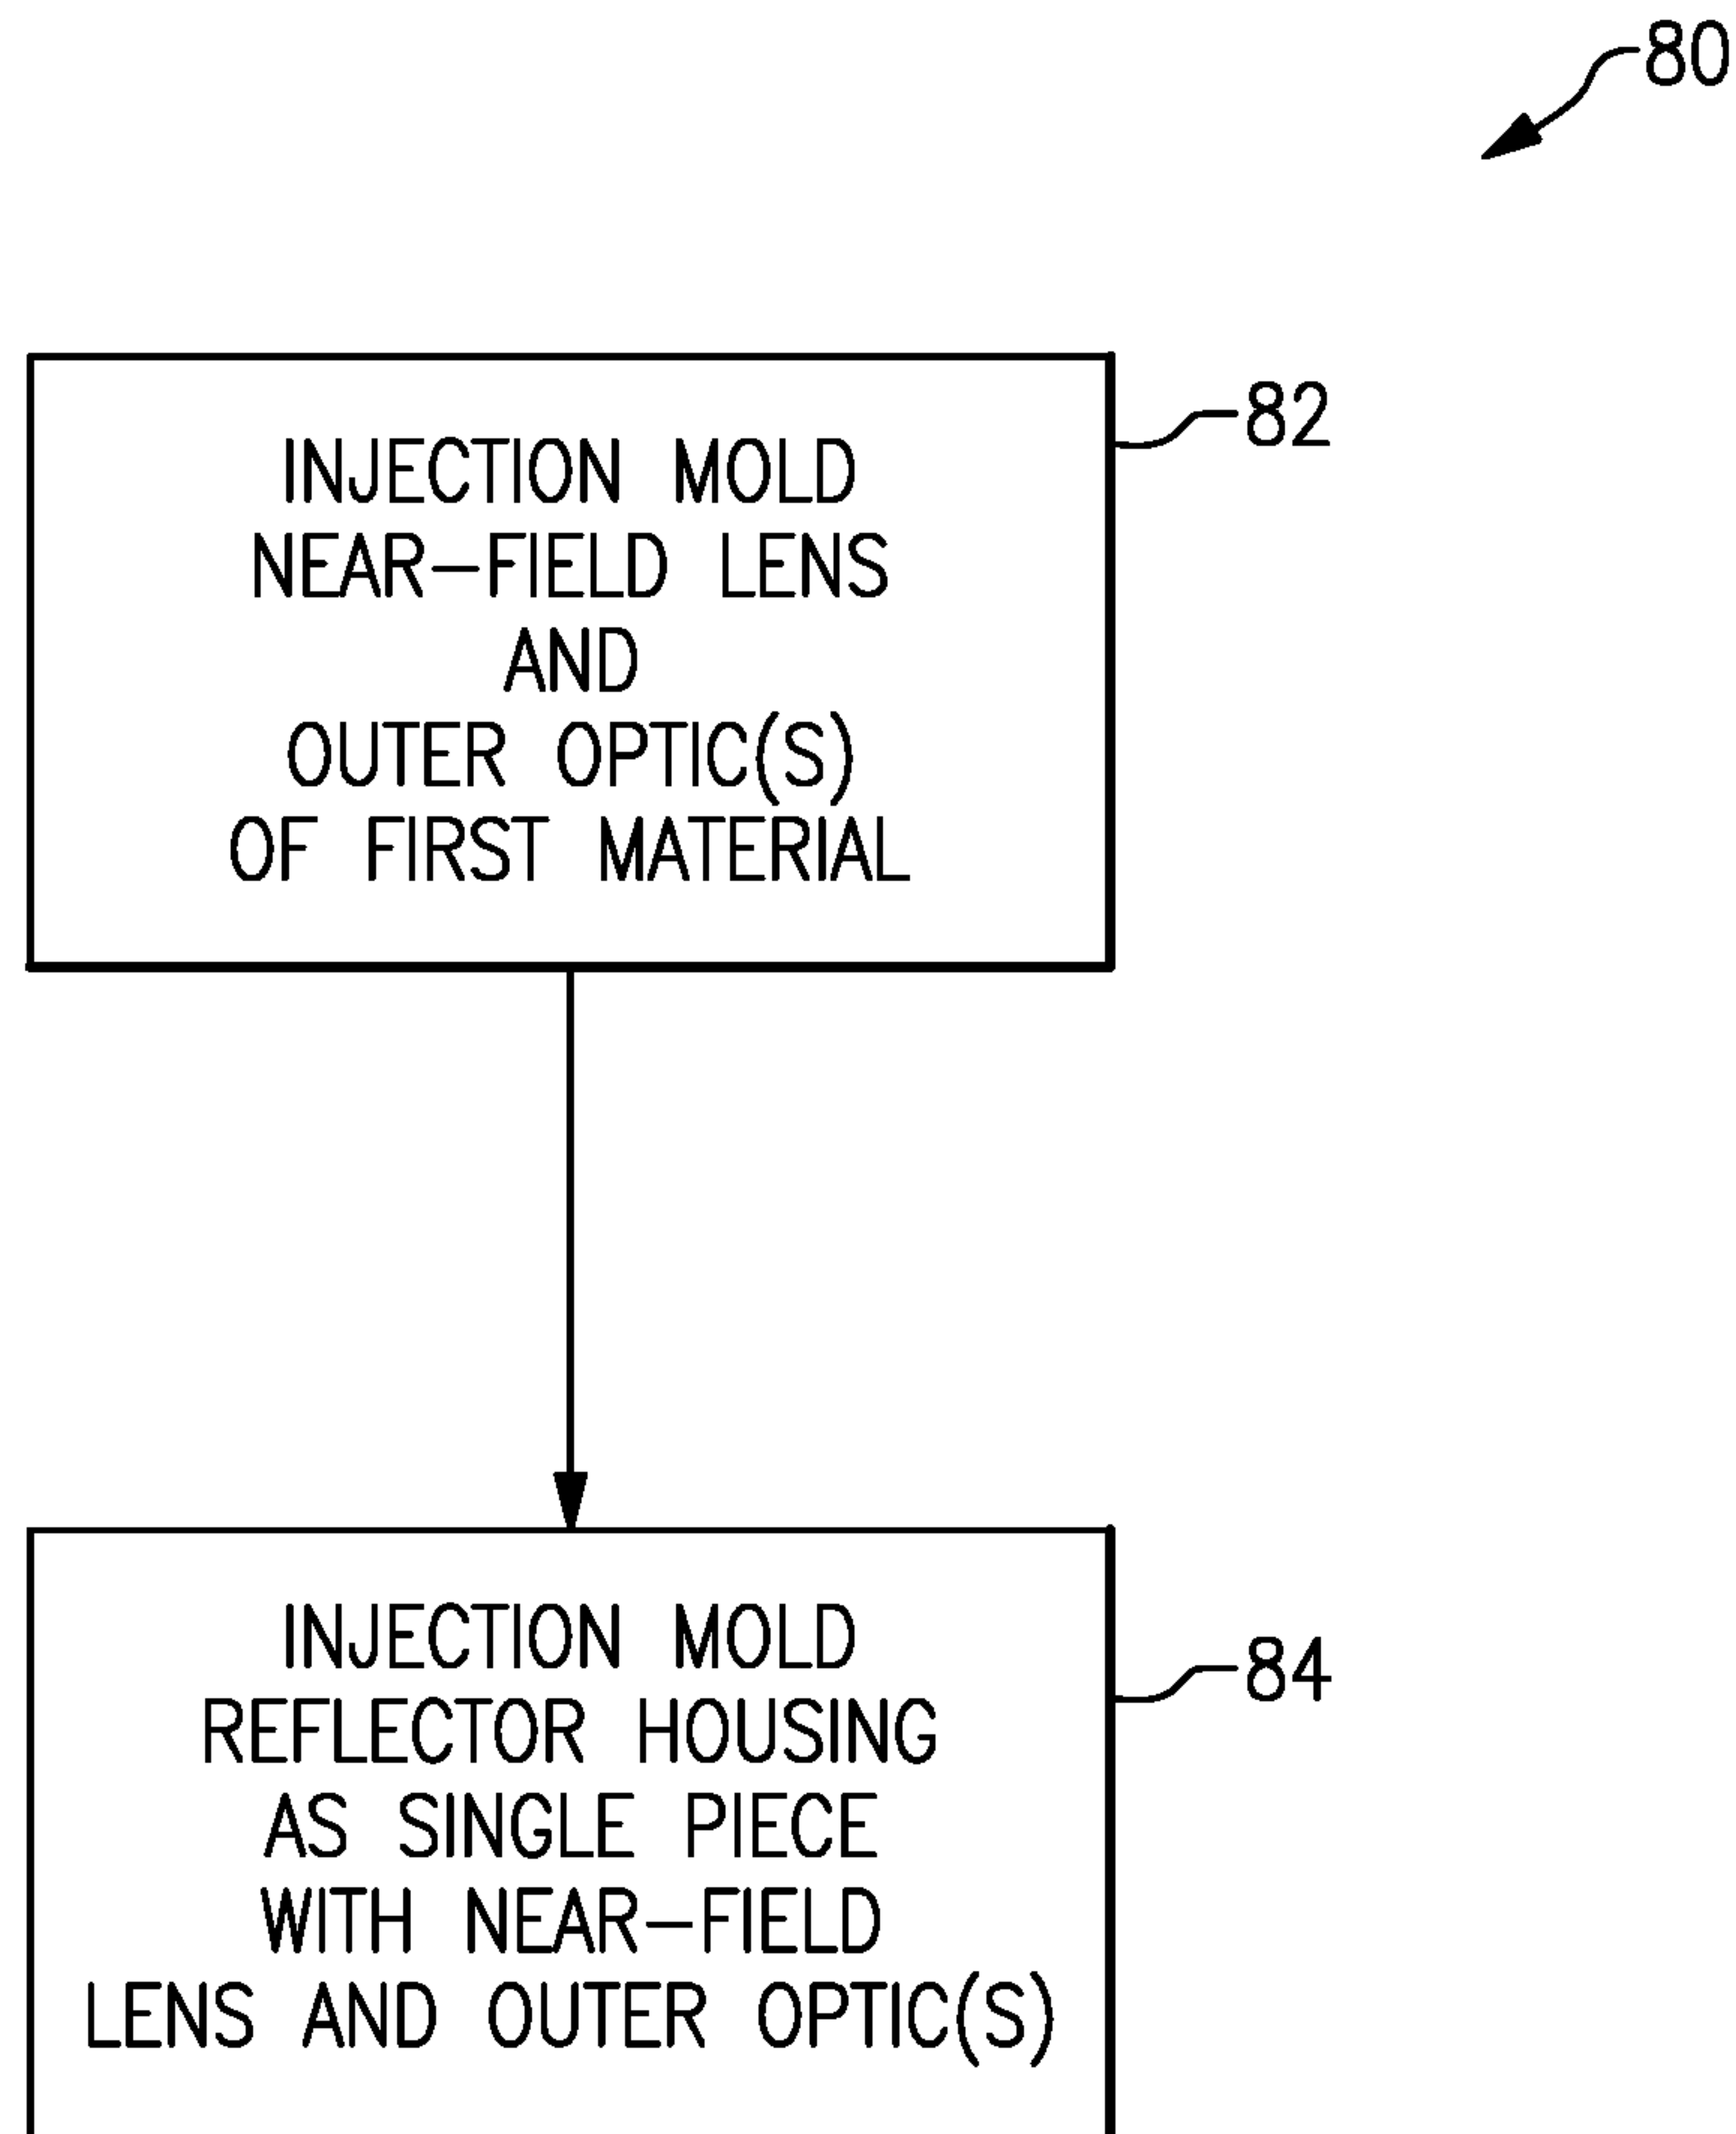 80
82
INJECTION MOLD
NEAR-FIELD LENS
AND
OUTER OPTIC(S)
OF FIRST MATERIAL
84
INJECTION MOLD
REFLECTOR HOUSING
AS SINGLE PIECE
WITH NEAR-FIELD
LENS AND OUTER OPTIC(S)